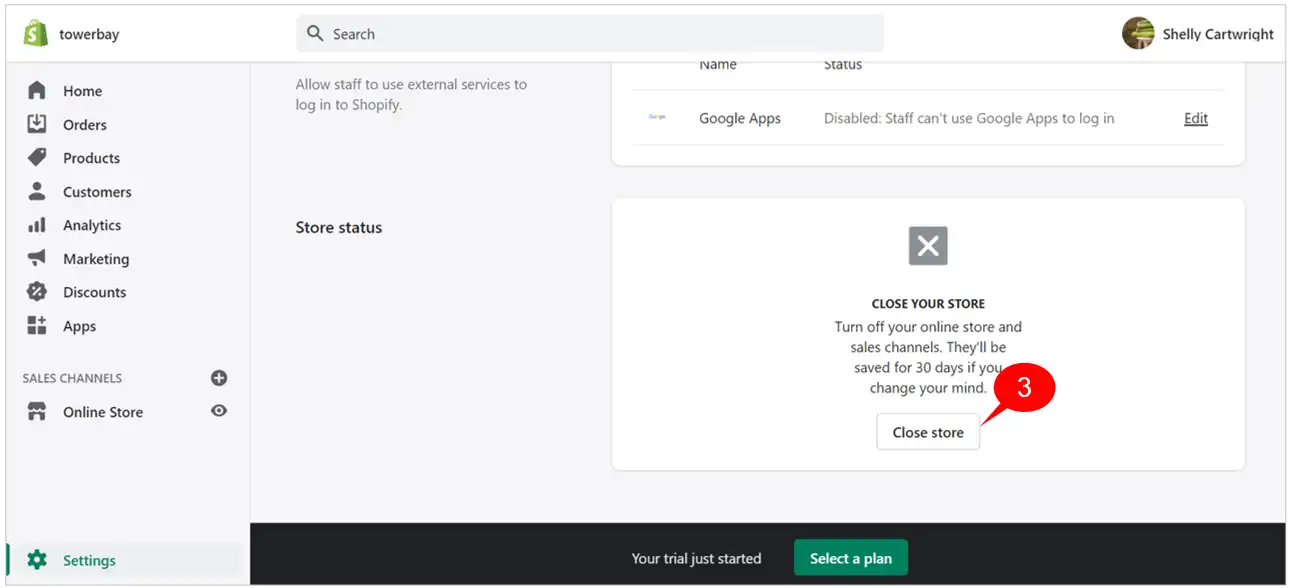 towerbay
Search
Shelly Cartwright
Home
Orders
Products
Customers
Analytics
Marketing
Discounts
Apps
SALES CHANNELS
Online Store
Settings
Allow staff to use external services to
log in to Shopify.
Name Status
Google
Google Apps Disabled: Staff can't use Google Apps to log in Edit
Store status
CLOSE YOUR STORE
Turn off your online store and
sales channels. They'll be
saved for 30 days if you
change your mind.
3
Close store
Your trial just started Select a plan